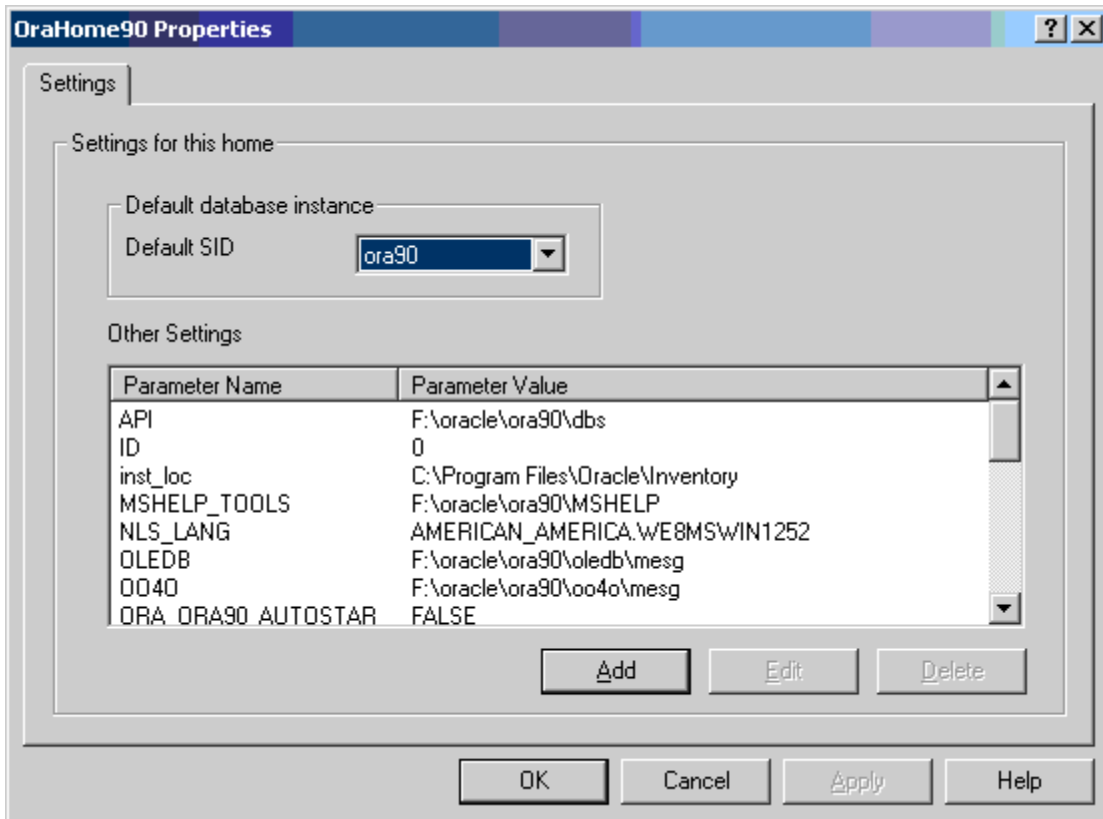 OraHome90 Properties
Settings
Settings for this home
Default database instance
Default SID ora90
Other Settings
Parameter Name Parameter Value
API F:\oracle\ora90\dbs
ID 0
inst_loc C:\Program Files\Oracle\Inventory
MSHELP_TOOLS F:\oracle\ora90\MSHELP
NLS_LANG AMERICAN_AMERICA.WE8MSWIN1252
OLEDB F:\oracle\ora90\oledb\mesg
OO4O F:\oracle\ora90\oo4o\mesg
ORA_ORA90_AUTOSTAR FALSE
Add Edit Delete
OK Cancel Apply Help